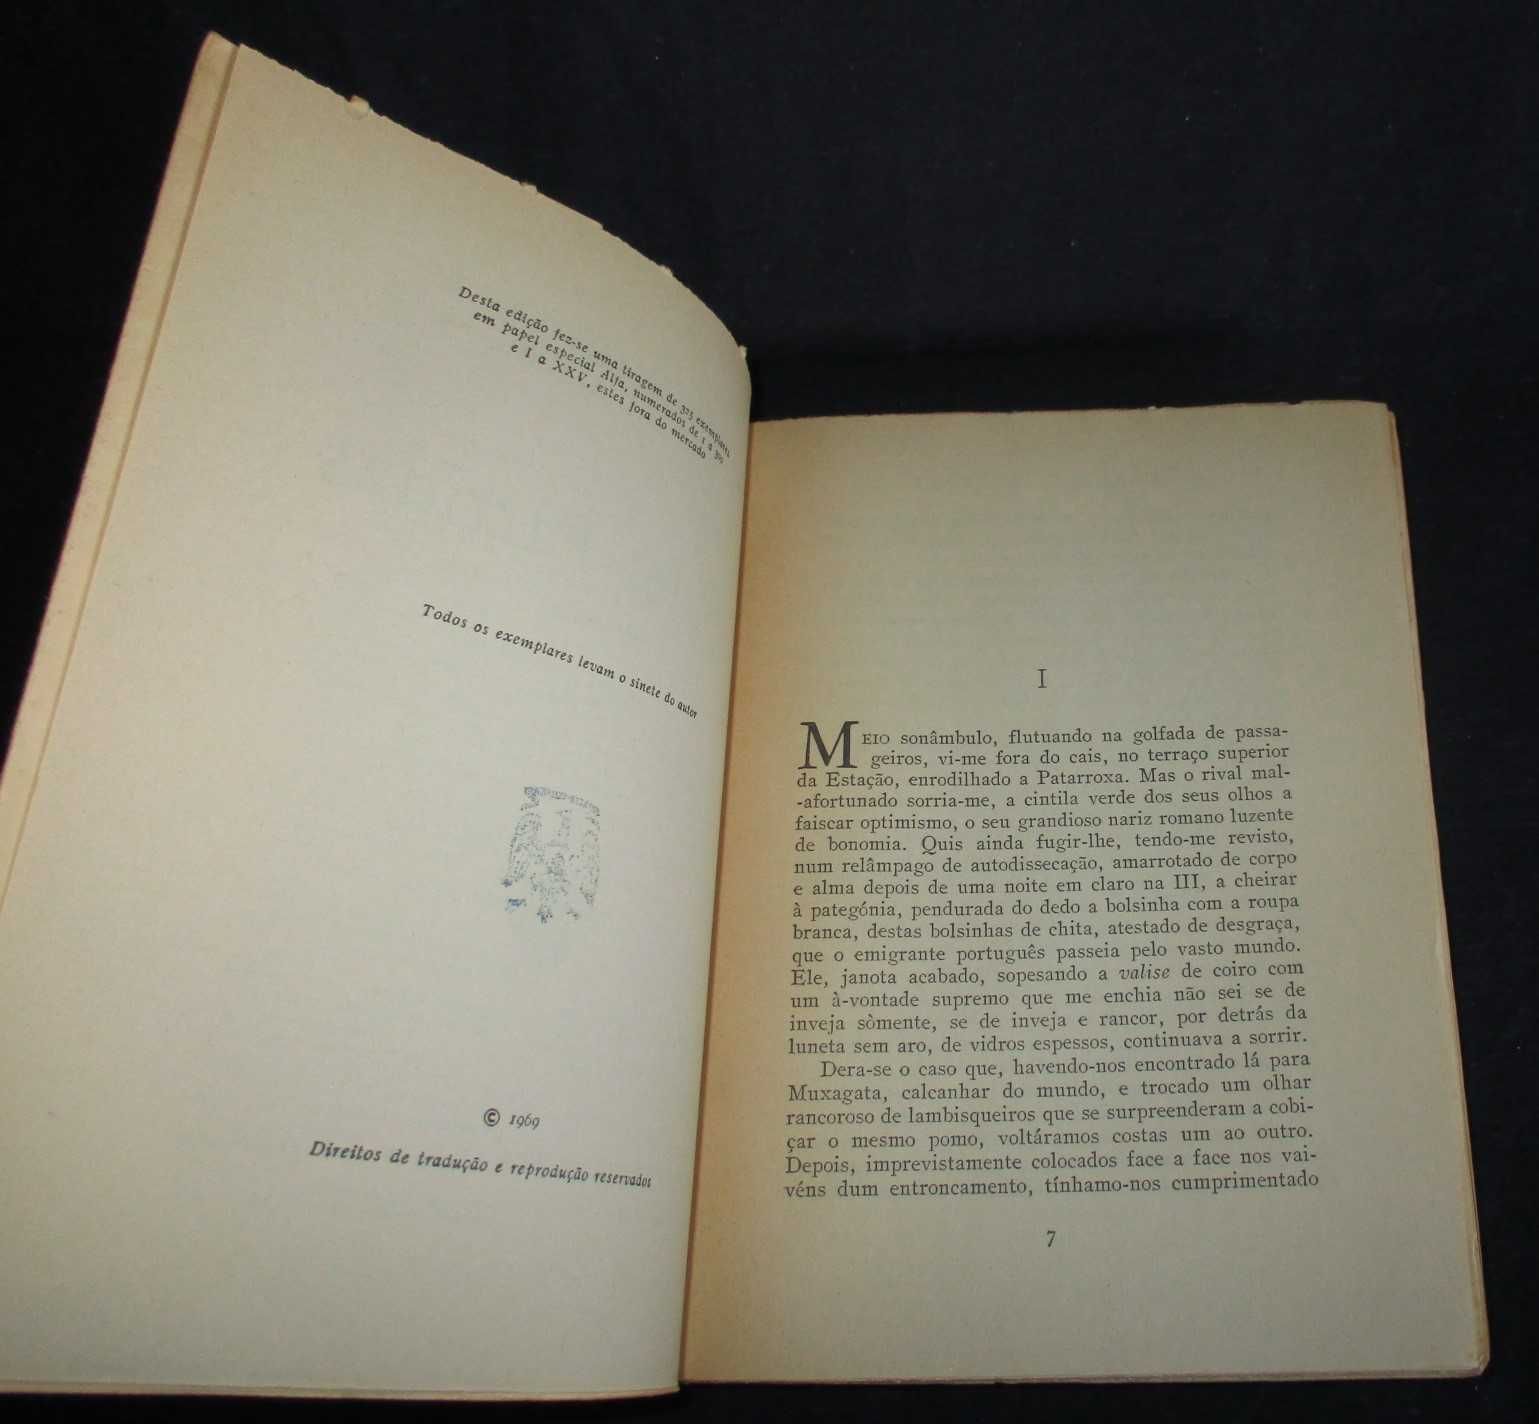 Desta edição fez-se uma tiragem de 325 exemplares
em papel especial Alfa, numerados de 1 a 300
e I a XXV, estes fora do mercado
Todos os exemplares levam o sinete do autor
© 1969
Direitos de tradução e reprodução reservados
I
MEIO sonâmbulo, flutuando na golfada de passa-
geiros, vi-me fora do cais, no terraço superior
da Estação, enrodilhado a Patarroxa. Mas o rival mal-
-afortunado sorria-me, a cintila verde dos seus olhos a
faiscar optimismo, o seu grandioso nariz romano luzente
de bonomia. Quis ainda fugir-lhe, tendo-me revisto,
num relâmpago de autodissecação, amarrotado de corpo
e alma depois de uma noite em claro na III, a cheirar
à pategónia, pendurada do dedo a bolsinha com a roupa
branca, destas bolsinhas de chita, atestado de desgraça,
que o emigrante português passeia pelo vasto mundo.
Ele, janota acabado, sopesando a valise de coiro com
um à-vontade supremo que me enchia não sei se de
inveja sòmente, se de inveja e rancor, por detrás da
luneta sem aro, de vidros espessos, continuava a sorrir.
Dera-se o caso que, havendo-nos encontrado lá para
Muxagata, calcanhar do mundo, e trocado um olhar
rancoroso de lambisqueiros que se surpreenderam a cobi-
çar o mesmo pomo, voltáramos costas um ao outro.
Depois, imprevistamente colocados face a face nos vai-
véns dum entroncamento, tínhamo-nos cumprimentado
7